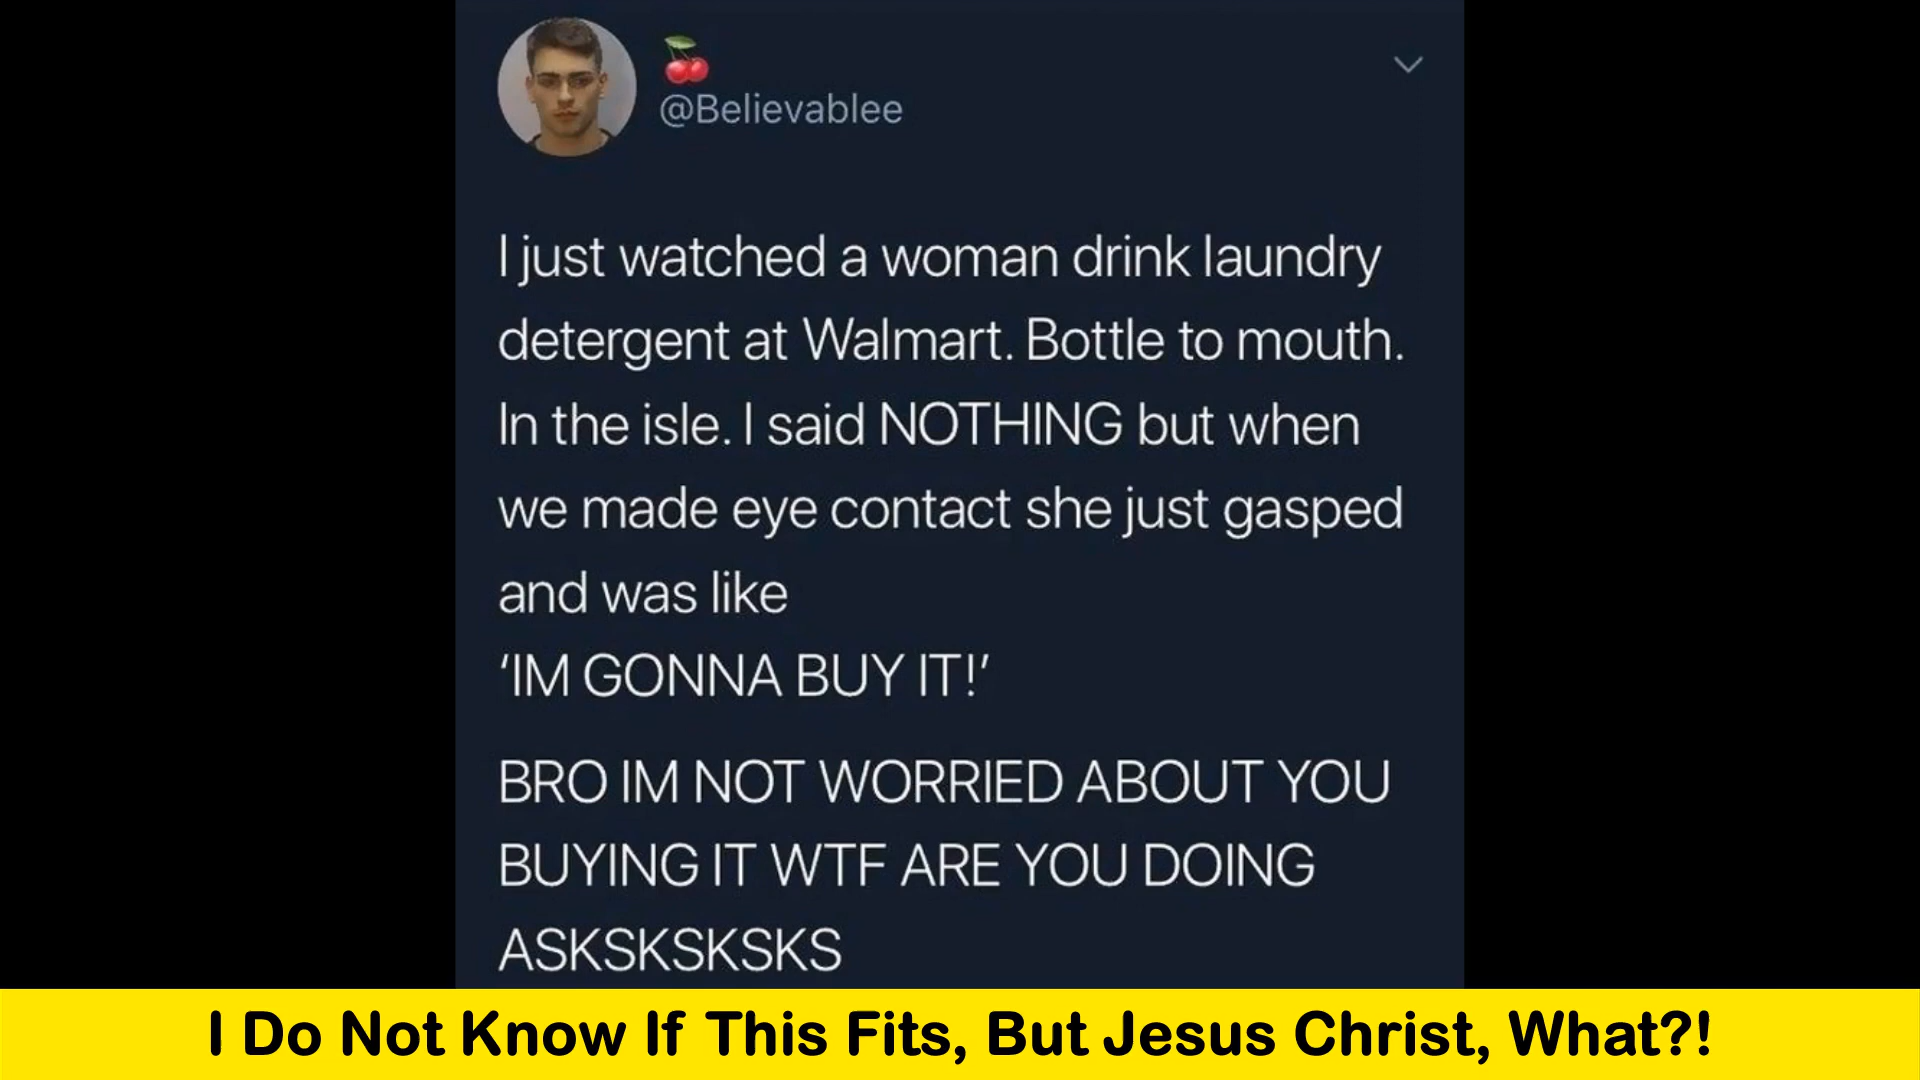 🍒
@Believablee
I just watched a woman drink laundry
detergent at Walmart. Bottle to mouth.
In the isle. I said NOTHING but when
we made eye contact she just gasped
and was like
‘IM GONNA BUY IT!’
BRO IM NOT WORRIED ABOUT YOU
BUYING IT WTF ARE YOU DOING
ASKSKSKSKS
I Do Not Know If This Fits, But Jesus Christ, What?!